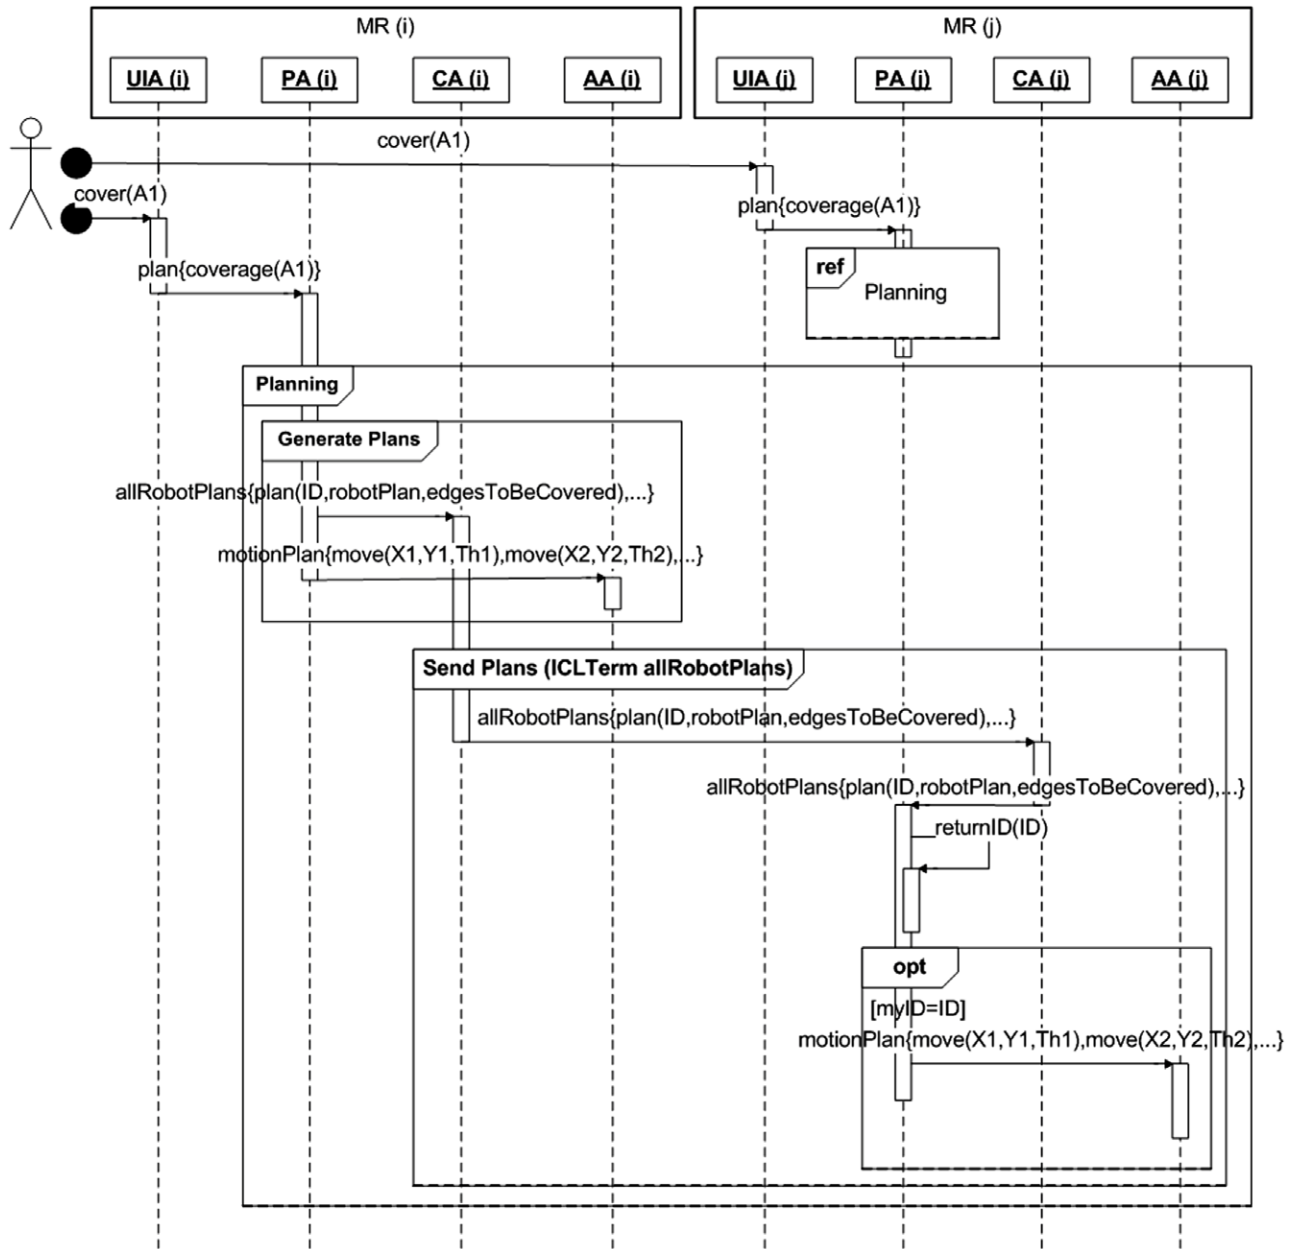 MR (i)
MR (j)
UIA (i)
PA (i)
CA (i)
AA (i)
UIA (j)
PA (j)
CA (j)
AA (j)
cover(A1)
cover(A1)
plan{coverage(A1)}
plan{coverage(A1)}
ref
Planning
Planning
Generate Plans
allRobotPlans{plan(ID,robotPlan,edgesToBeCovered),...}
motionPlan{move(X1,Y1,Th1),move(X2,Y2,Th2),...}
Send Plans (ICLTerm allRobotPlans)
allRobotPlans{plan(ID,robotPlan,edgesToBeCovered),...}
allRobotPlans{plan(ID,robotPlan,edgesToBeCovered),...}
returnID(ID)
opt
[myID=ID]
motionPlan{move(X1,Y1,Th1),move(X2,Y2,Th2),...}